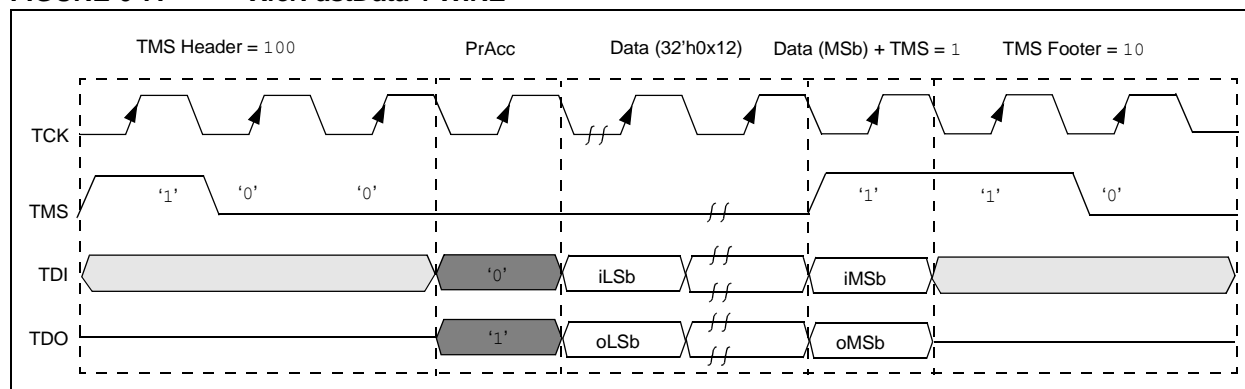 TMS Header = 100 PrAcc Data (32'h0x12) Data (MSb) + TMS = 1 TMS Footer = 10
TCK
TMS '1' '0' '0' '1' '1' '0'
TDI '0' iLSb iMSb
TDO '1' oLSb oMSb